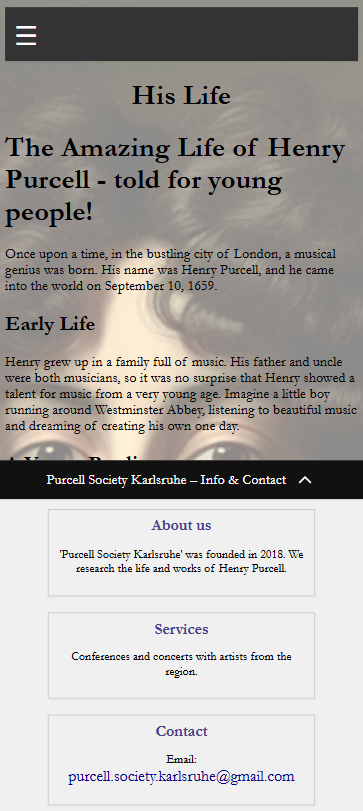 ☰
His Life
The Amazing Life of Henry
Purcell - told for young
people!
Once upon a time, in the bustling city of London, a musical
genius was born. His name was Henry Purcell, and he came
into the world on September 10, 1659.
Early Life
Henry grew up in a family full of music. His father and uncle
were both musicians, so it was no surprise that Henry showed a
talent for music from a very young age. Imagine a little boy
running around Westminster Abbey, listening to beautiful music
and dreaming of creating his own one day.
Purcell Society Karlsruhe – Info & Contact
About us
'Purcell Society Karlsruhe' was founded in 2018. We
research the life and works of Henry Purcell.
Services
Conferences and concerts with artists from the
region.
Contact
Email:
purcell.society.karlsruhe@gmail.com